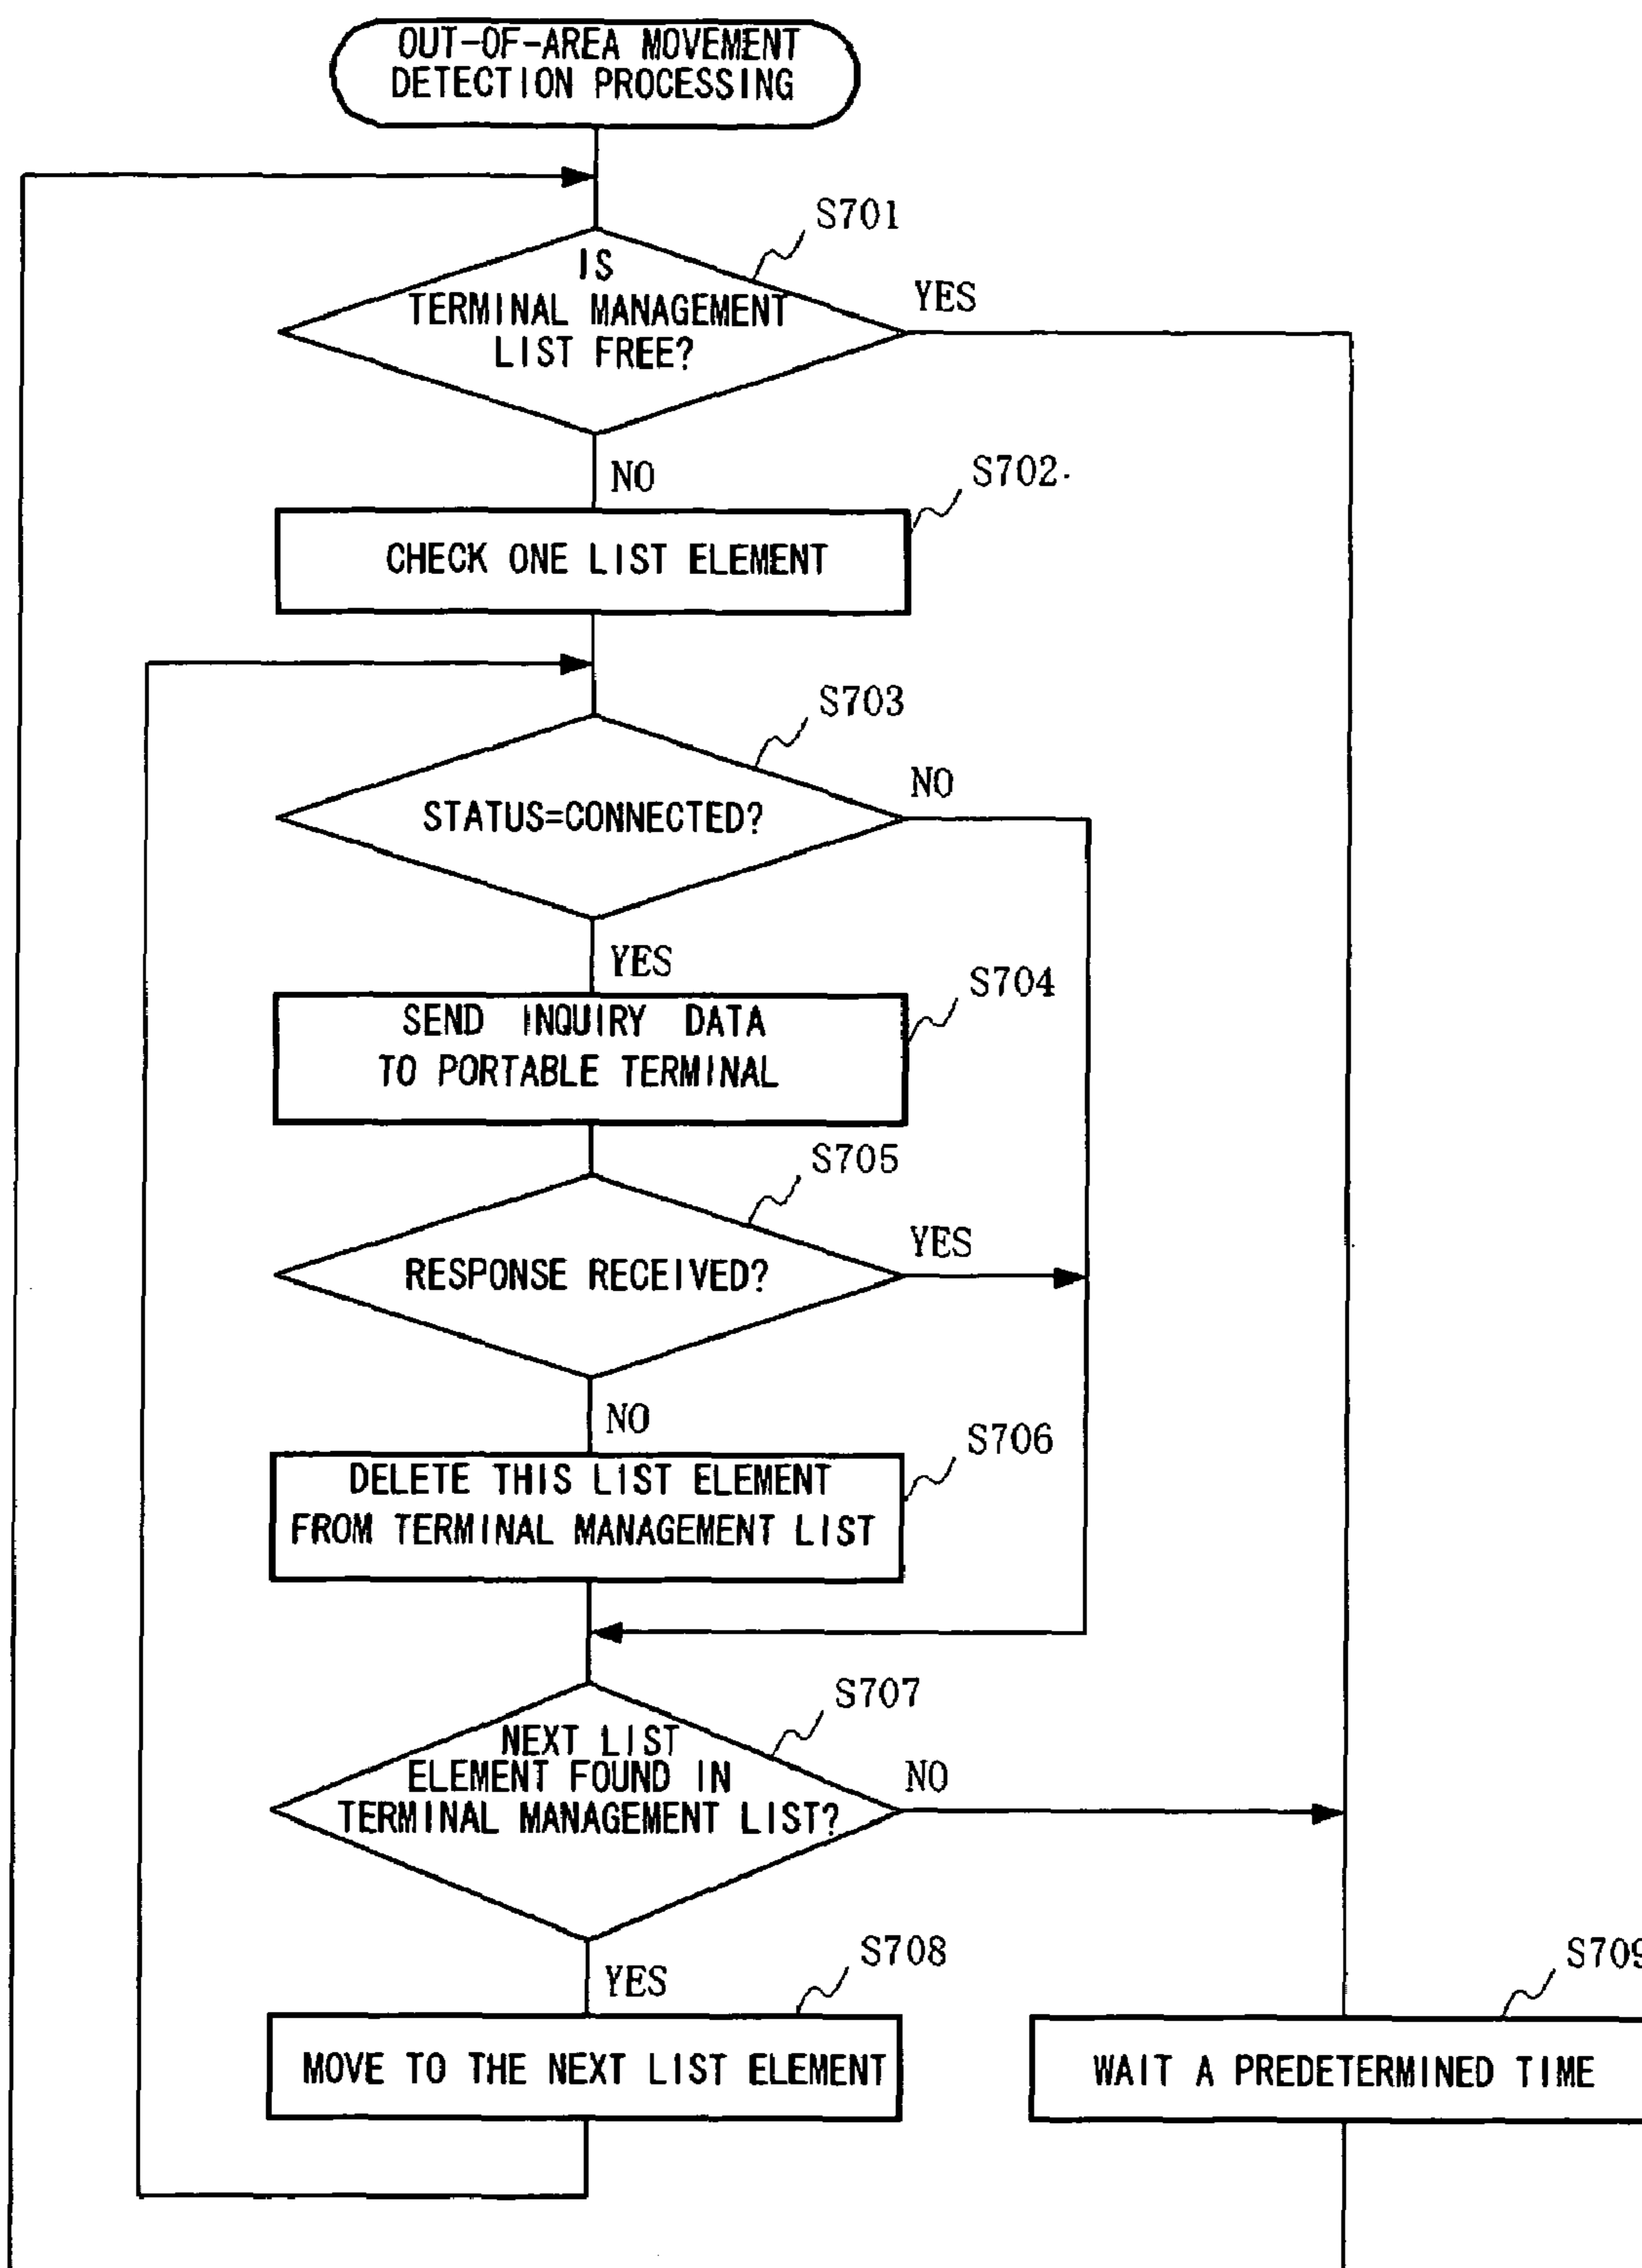 OUT-OF-AREA MOVEMENT
DETECTION PROCESSING
S701
IS
TERMINAL MANAGEMENT
LIST FREE?
YES
NO
S702
CHECK ONE LIST ELEMENT
S703
STATUS=CONNECTED?
NO
YES
S704
SEND INQUIRY DATA
TO PORTABLE TERMINAL
S705
RESPONSE RECEIVED?
YES
NO
S706
DELETE THIS LIST ELEMENT
FROM TERMINAL MANAGEMENT LIST
S707
NEXT LIST
ELEMENT FOUND IN
TERMINAL MANAGEMENT LIST?
NO
YES
S708
MOVE TO THE NEXT LIST ELEMENT
S709
WAIT A PREDETERMINED TIME